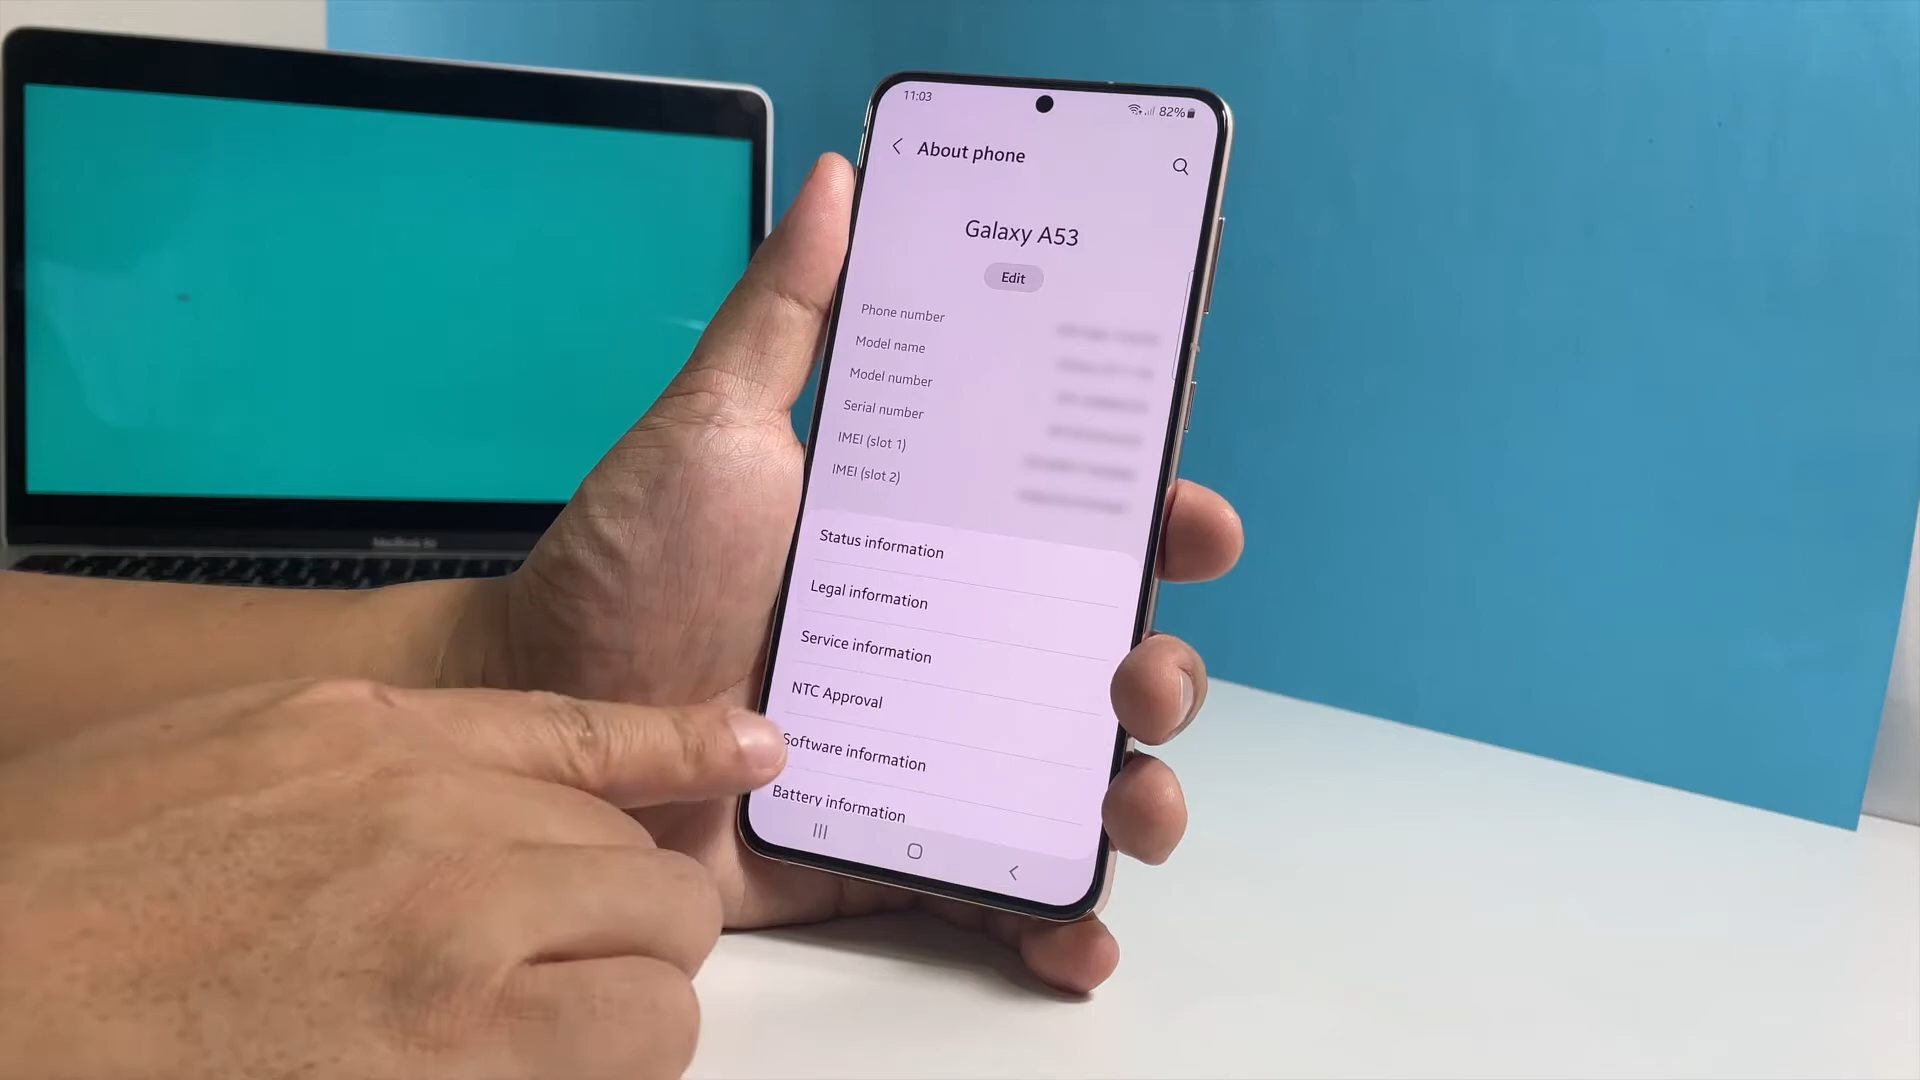 11:03
82%
About phone
Galaxy A53
Edit
Phone number
Model name
Model number
Serial number
IMEI (slot 1)
IMEI (slot 2)
Status information
Legal information
Service information
NTC Approval
Software information
Battery information